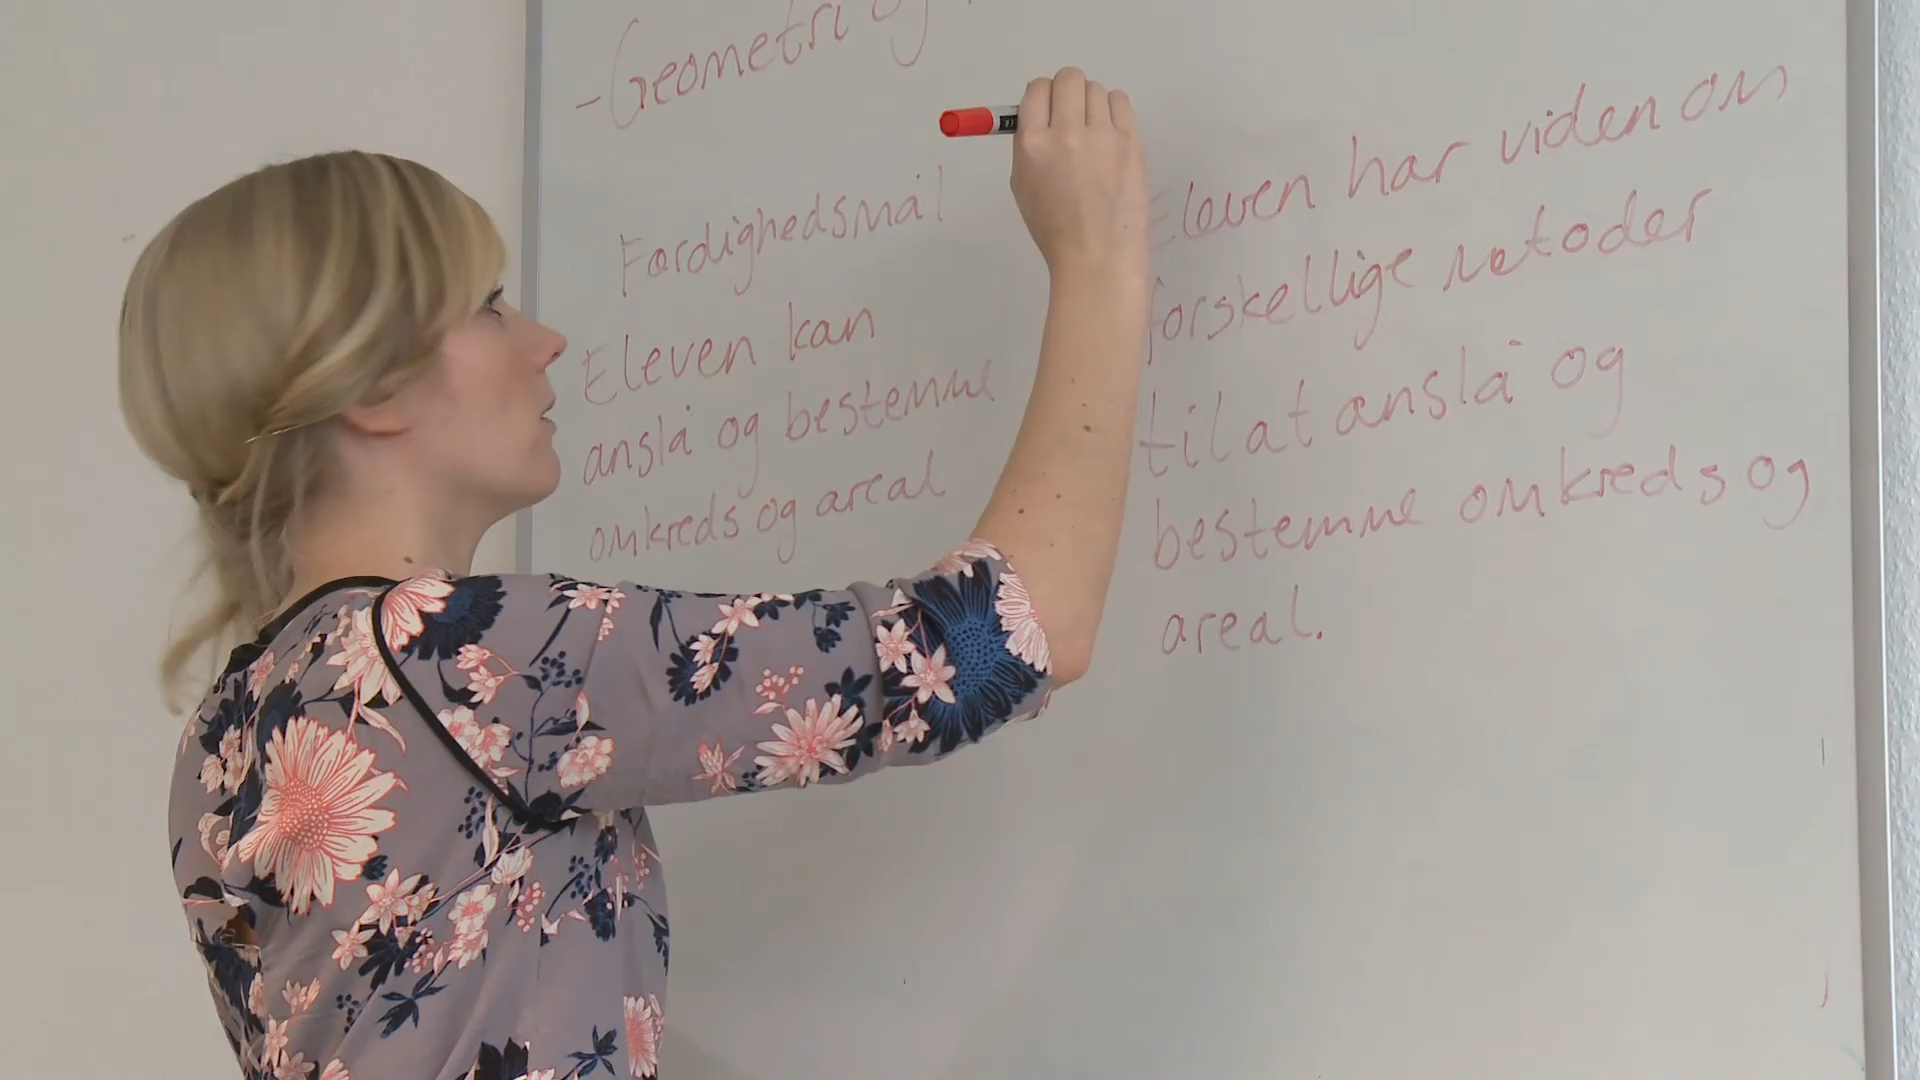 - Geometri og
Færdighedsmål
Eleven kan
anslå og bestemme
omkreds og areal
Eleven har viden om
forskellige metoder
til at anslå og
bestemme omkreds og
areal.